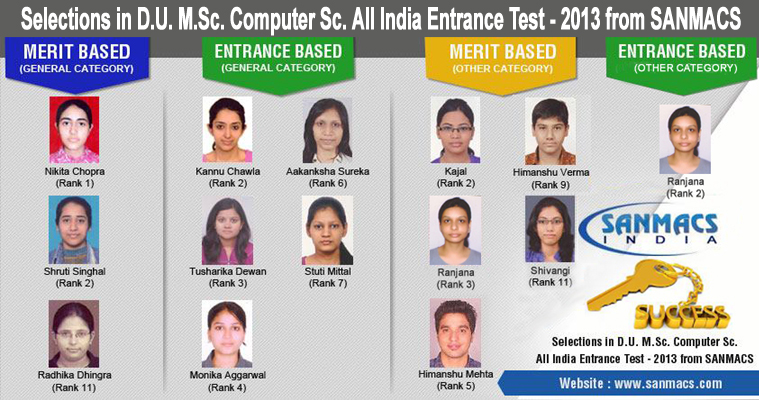 Selections in D.U. M.Sc. Computer Sc. All India Entrance Test - 2013 from SANMACS
MERIT BASED
(GENERAL CATEGORY)
ENTRANCE BASED
(GENERAL CATEGORY)
MERIT BASED
(OTHER CATEGORY)
ENTRANCE BASED
(OTHER CATEGORY)
Nikita Chopra
(Rank 1)
Kannu Chawla
(Rank 2)
Aakanksha Sureka
(Rank 6)
Kajal
(Rank 2)
Himanshu Verma
(Rank 9)
Ranjana
(Rank 2)
Shruti Singhal
(Rank 2)
Tusharika Dewan
(Rank 3)
Stuti Mittal
(Rank 7)
Ranjana
(Rank 3)
Shivangi
(Rank 11)
SANMACS
INDIA
SUCCESS
Radhika Dhingra
(Rank 11)
Monika Aggarwal
(Rank 4)
Himanshu Mehta
(Rank 5)
Selections in D.U. M.Sc. Computer Sc.
All India Entrance Test - 2013 from SANMACS
Website : www.sanmacs.com